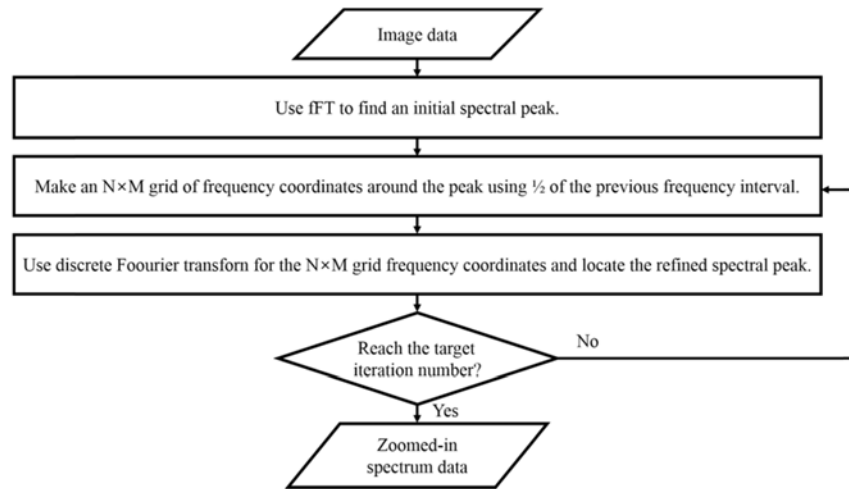 Image data
Use fFT to find an initial spectral peak.
Make an N×M grid of frequency coordinates around the peak using ½ of the previous frequency interval.
Use discrete Foourier transforn for the N×M grid frequency coordinates and locate the refined spectral peak.
Reach the target
iteration number?
No
Yes
Zoomed-in
spectrum data